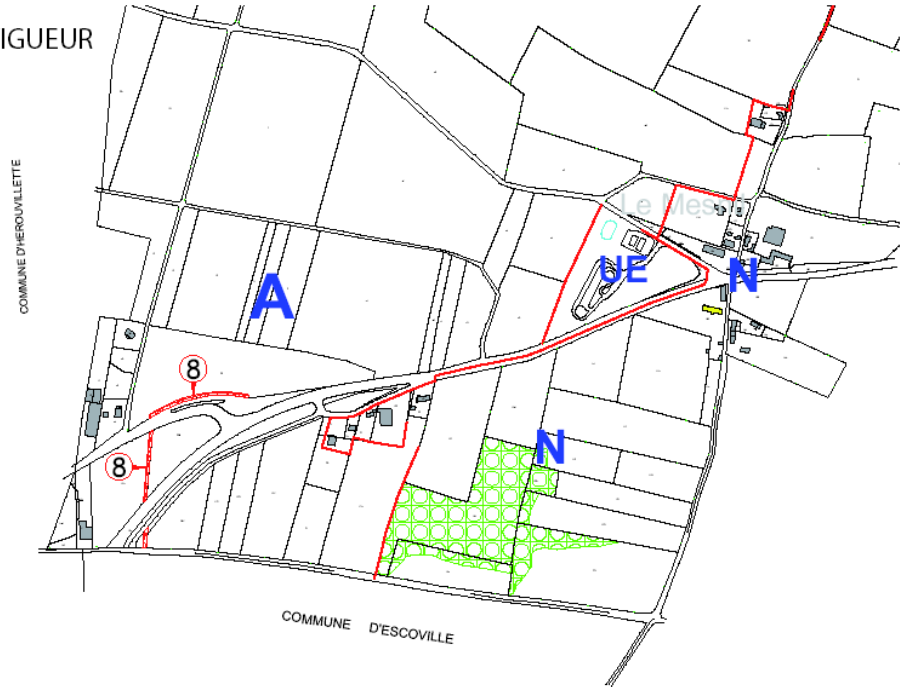 IGUEUR
COMMUNE D'HEROUVILLETTE
Le Mesnil
UE
N
A
8
8
N
COMMUNE D'ESCOVILLE